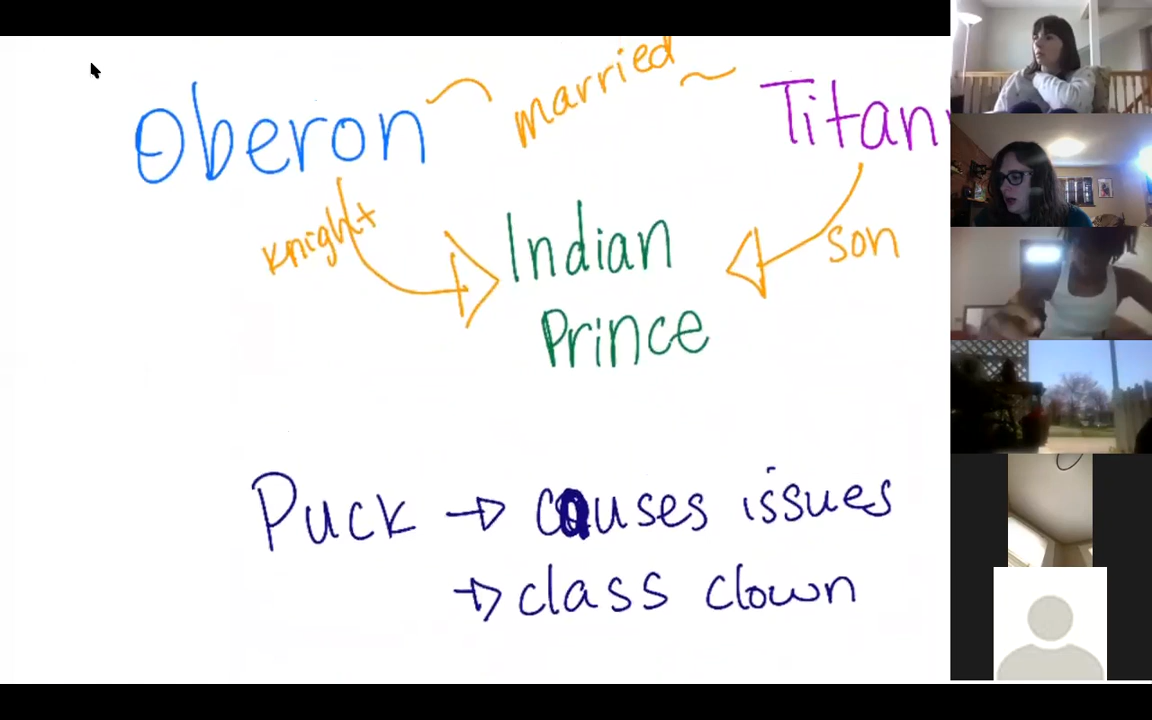 Oberon married Titan
knight Indian son
Prince
Puck → causes issues
→ class clown